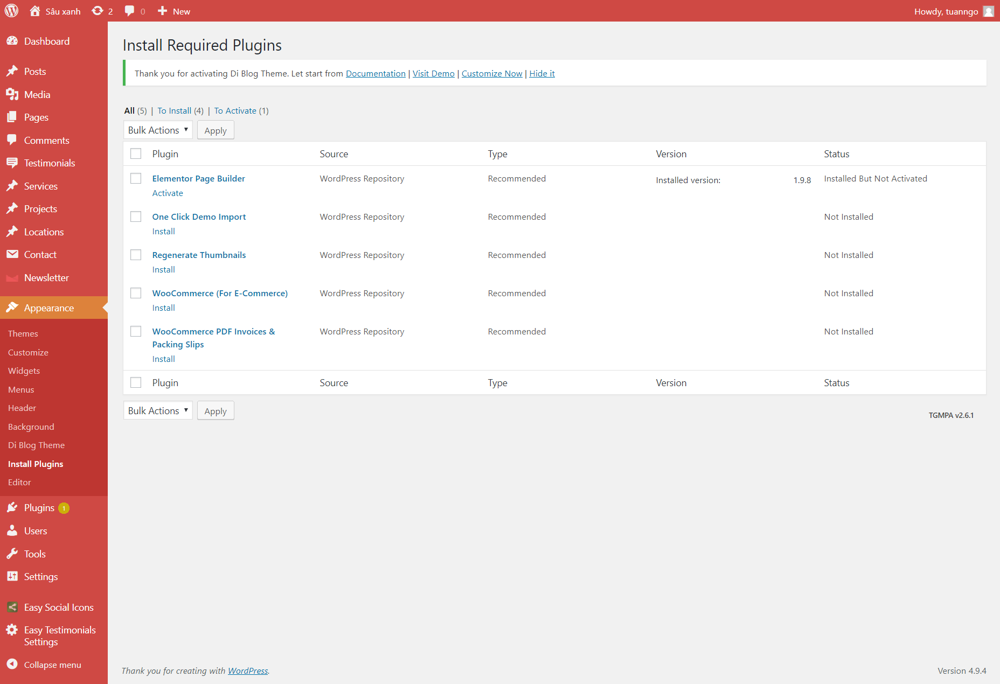 Sâu xanh 2 0 New Howdy, tuanngo
Dashboard
Posts
Media
Pages
Comments
Testimonials
Services
Projects
Locations
Contact
Newsletter
Appearance
Themes
Customize
Widgets
Menus
Header
Background
Di Blog Theme
Install Plugins
Editor
Plugins 1
Users
Tools
Settings
Easy Social Icons
Easy Testimonials
Settings
Collapse menu
Install Required Plugins
Thank you for activating Di Blog Theme. Let start from Documentation | Visit Demo | Customize Now | Hide it
All (5) | To Install (4) | To Activate (1)
Bulk Actions Apply
Plugin Source Type Version Status
Elementor Page Builder WordPress Repository Recommended Installed version: 1.9.8 Installed But Not Activated
Activate
One Click Demo Import WordPress Repository Recommended Not Installed
Install
Regenerate Thumbnails WordPress Repository Recommended Not Installed
Install
WooCommerce (For E-Commerce) WordPress Repository Recommended Not Installed
Install
WooCommerce PDF Invoices & WordPress Repository Recommended Not Installed
Packing Slips
Install
Plugin Source Type Version Status
Bulk Actions Apply
TGMPA v2.6.1
Thank you for creating with WordPress. Version 4.9.4